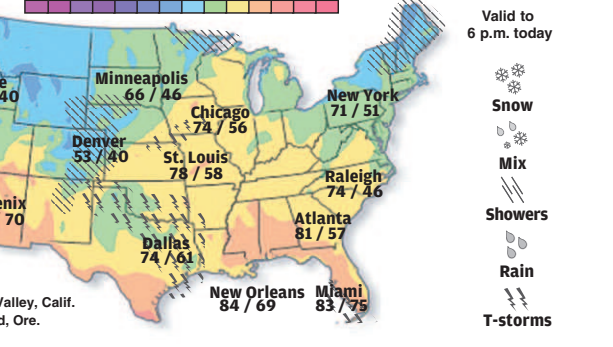 Valid to
6 p.m. today
e
40
Minneapolis
66 / 46
Chicago
74 / 56
New York
71 / 51
Denver
53 / 40
St. Louis
78 / 58
Raleigh
74 / 46
enix
70
Atlanta
81 / 57
Dallas
74 / 61
New Orleans
84 / 69
Miami
83 / 75
Valley, Calif.
d, Ore.
Snow
Mix
Showers
Rain
T-storms